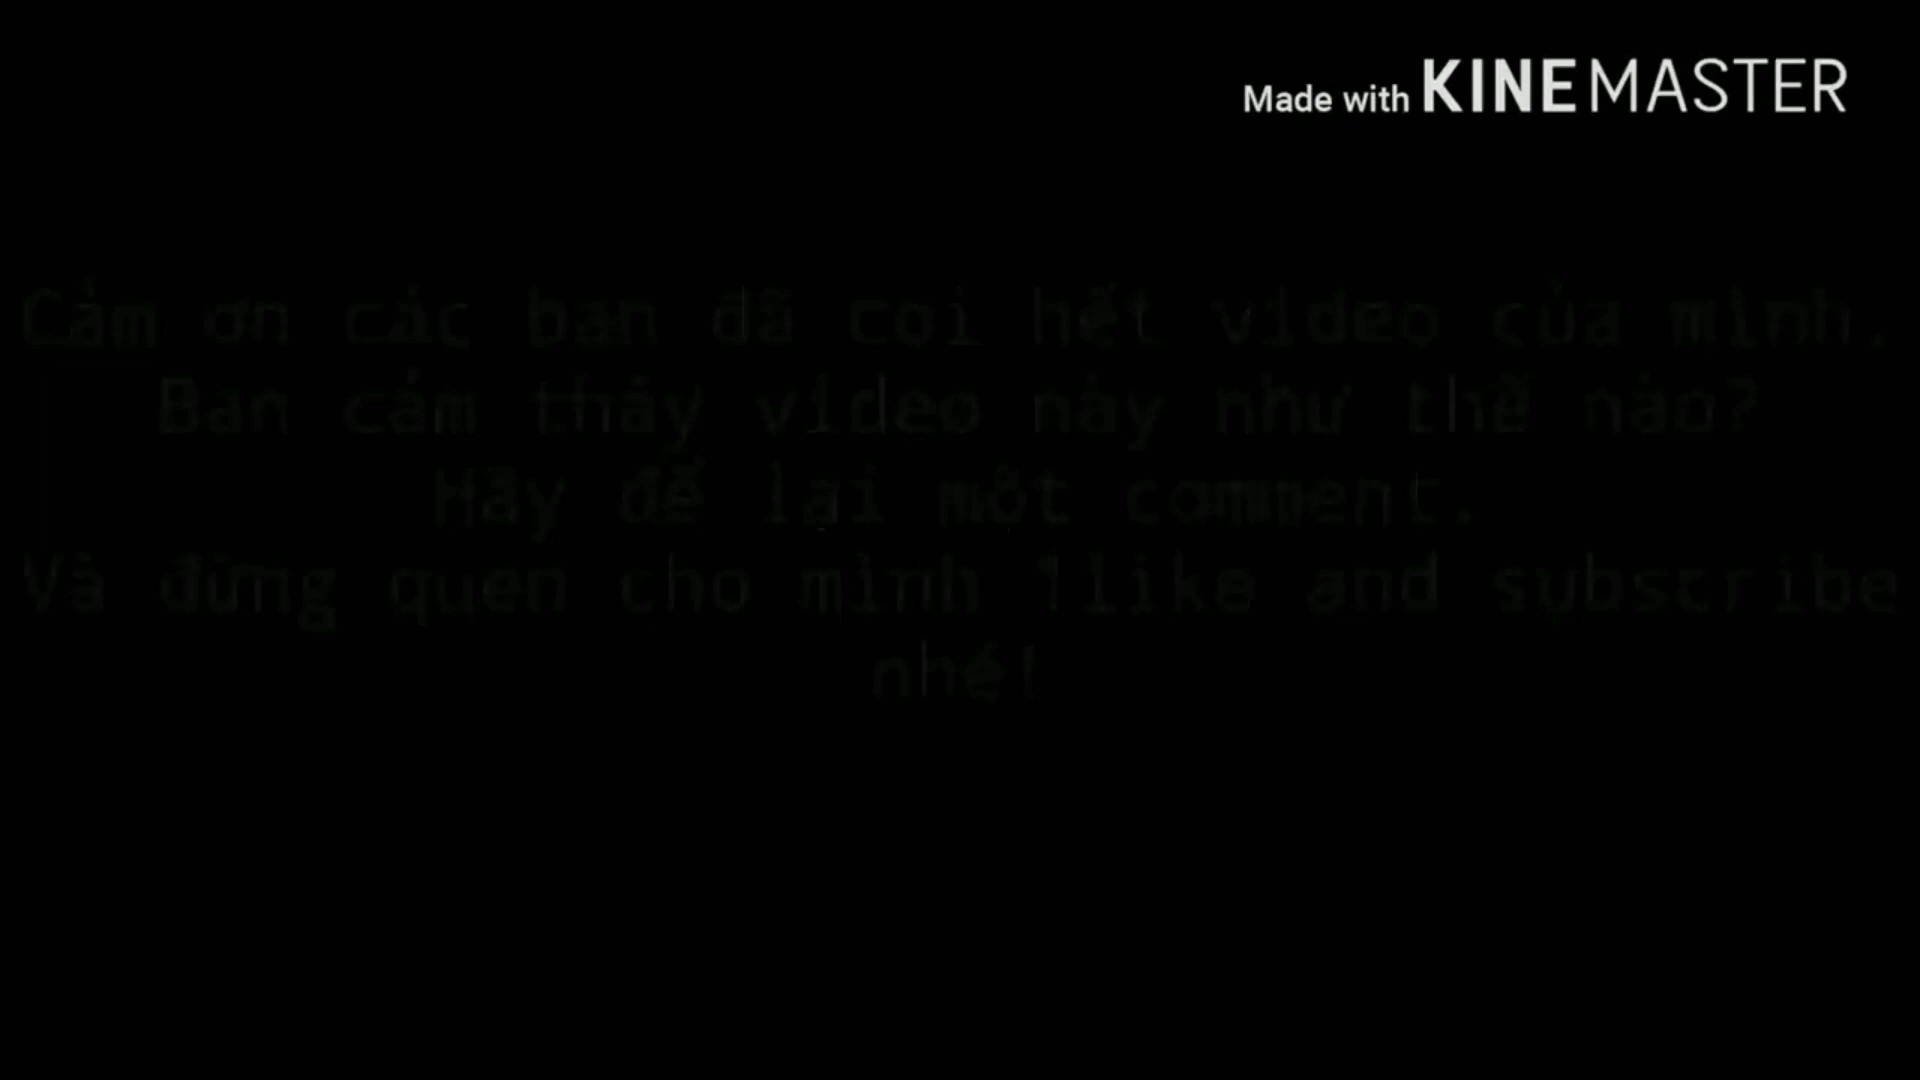 Made with KINEMASTER
Cảm ơn các bạn đã coi hết video của mình.
Bạn cảm thấy video này như thế nào?
Hãy để lại một comment.
Và đừng quên cho mình 1like and subscribe
nhé!